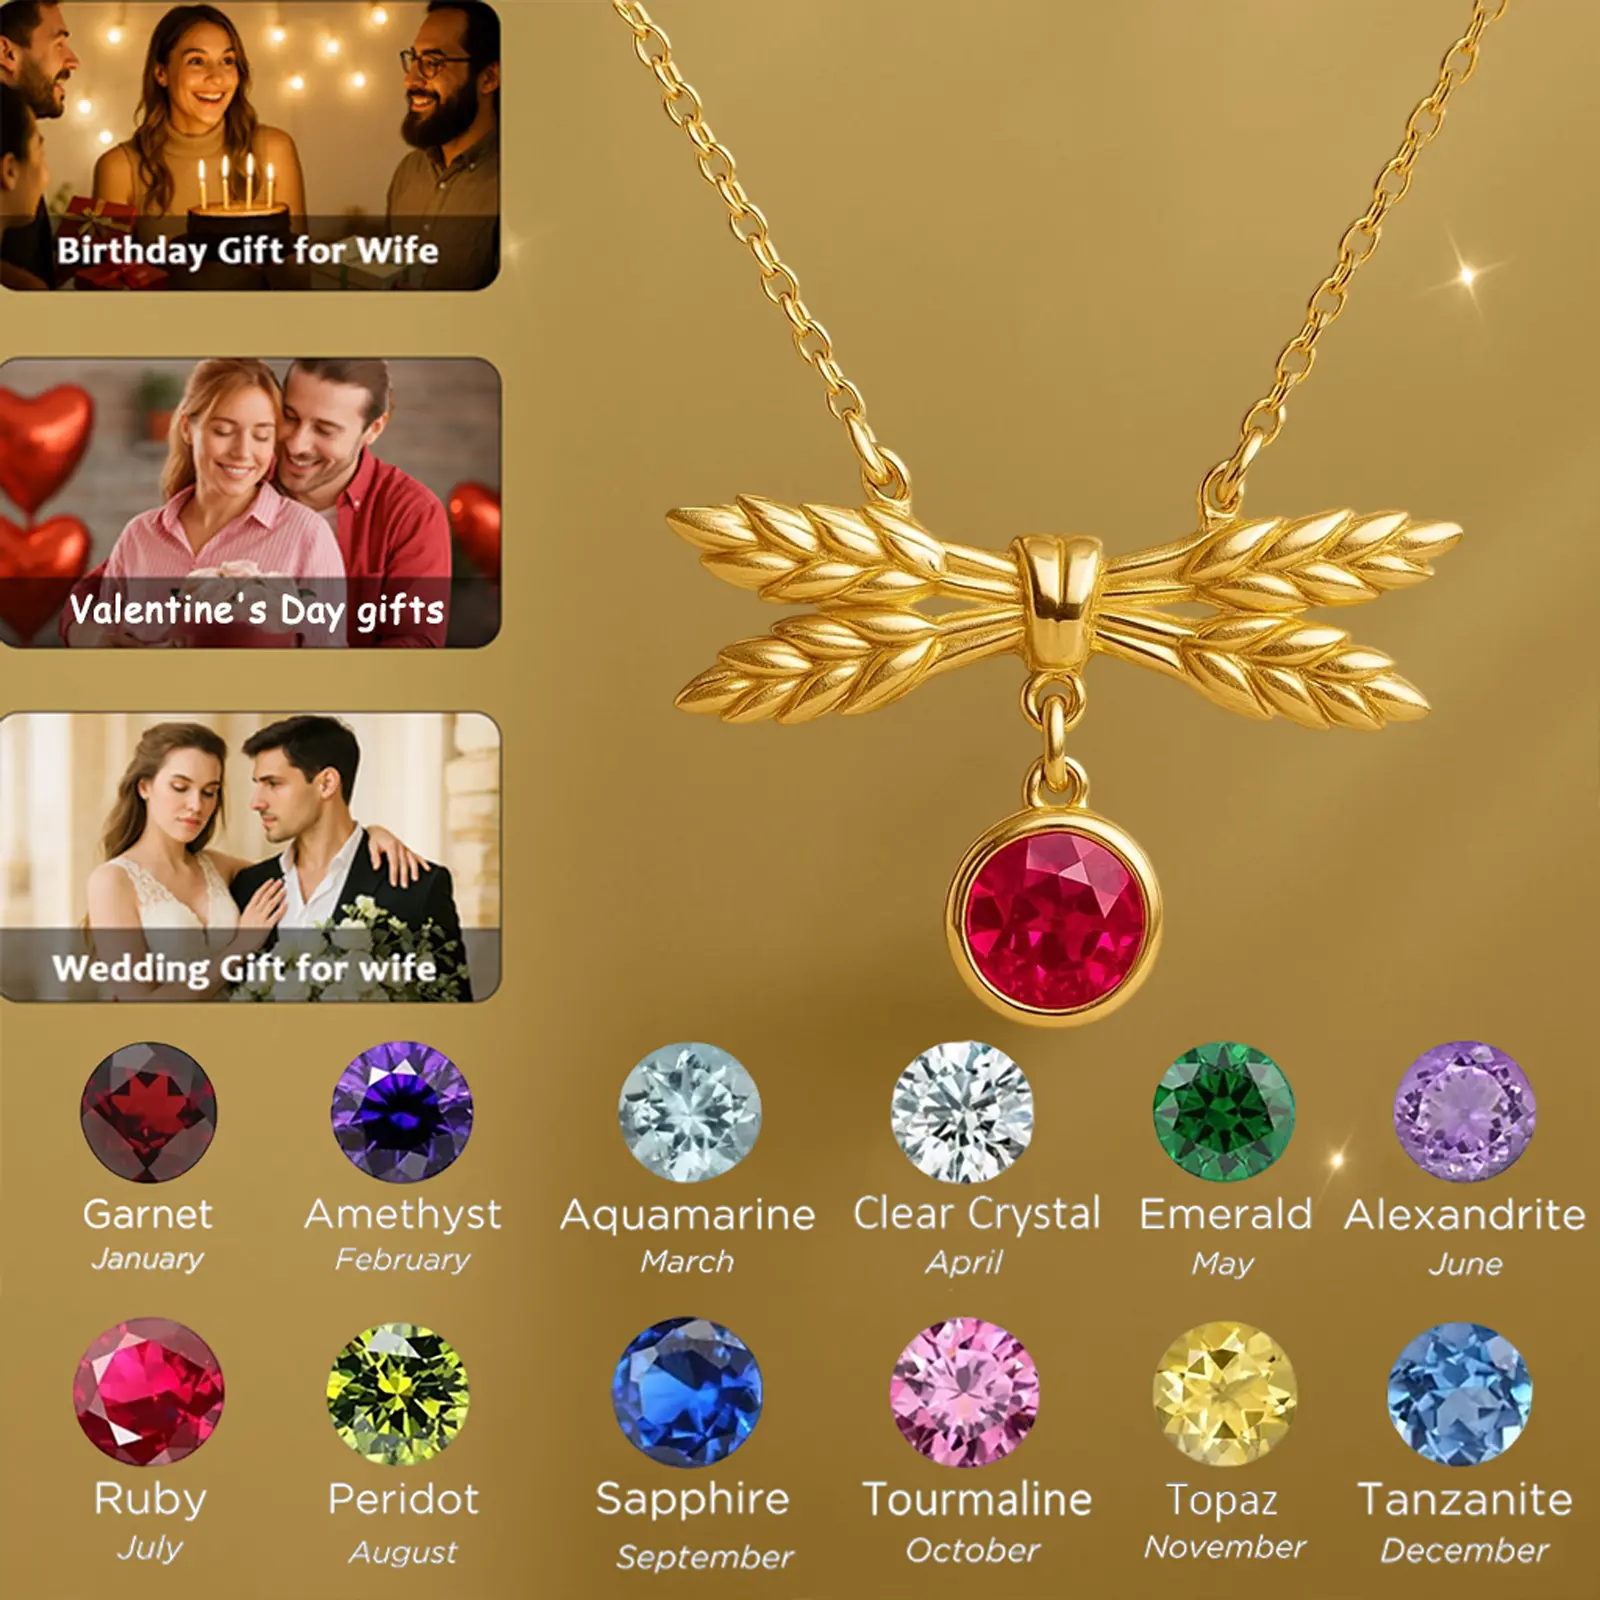 Birthday Gift for Wife
Valentine's Day gifts
Wedding Gift for wife
Garnet
January
Amethyst
February
Aquamarine
March
Clear Crystal
April
Emerald
May
Alexandrite
June
Ruby
July
Peridot
August
Sapphire
September
Tourmaline
October
Topaz
November
Tanzanite
December